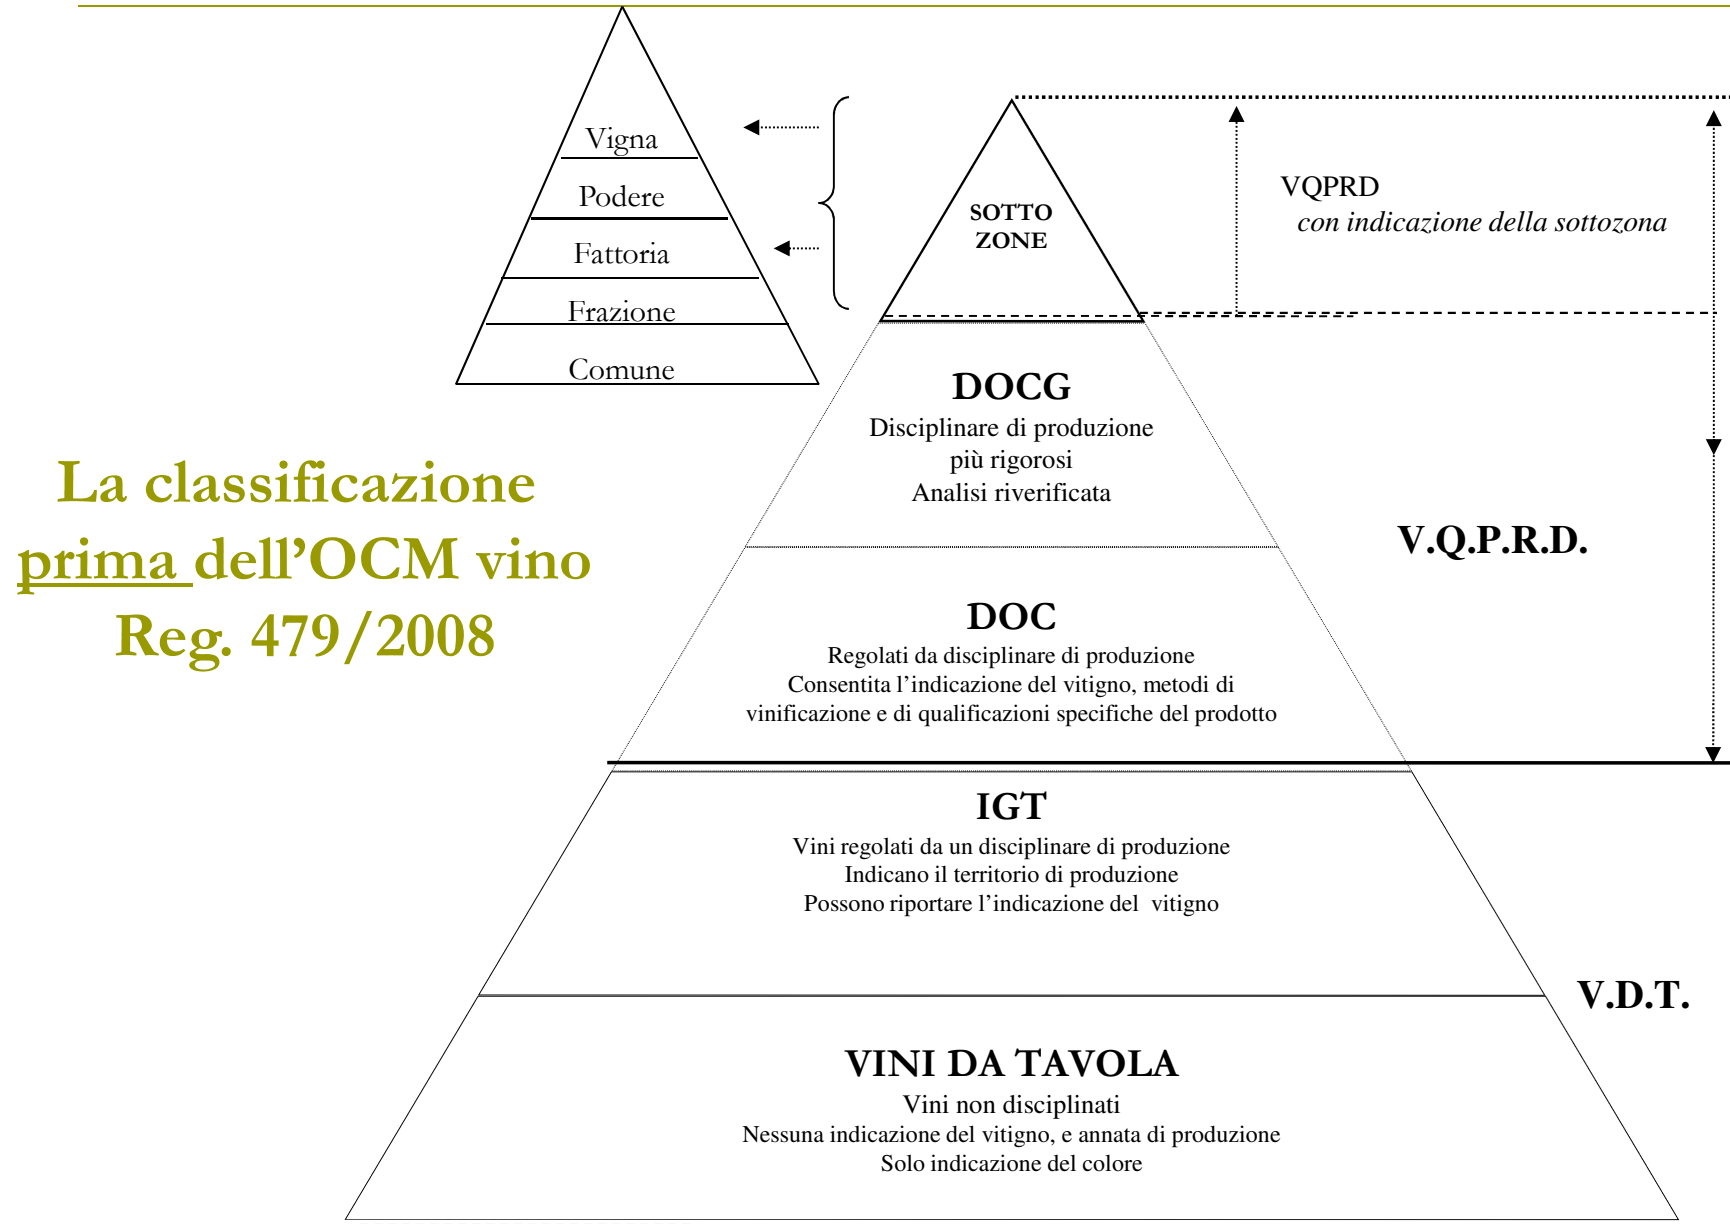 Vigna
Podere
Fattoria
Frazione
Comune
SOTTO
ZONE
VQPRD
con indicazione della sottozona
La classificazione
prima dell’OCM vino
Reg. 479/2008
DOCG
Disciplinare di produzione
più rigorosi
Analisi riverificata
V.Q.P.R.D.
DOC
Regolati da disciplinare di produzione
Consentita l’indicazione del vitigno, metodi di
vinificazione e di qualificazioni specifiche del prodotto
IGT
Vini regolati da un disciplinare di produzione
Indicano il territorio di produzione
Possono riportare l’indicazione del vitigno
V.D.T.
VINI DA TAVOLA
Vini non disciplinati
Nessuna indicazione del vitigno, e annata di produzione
Solo indicazione del colore